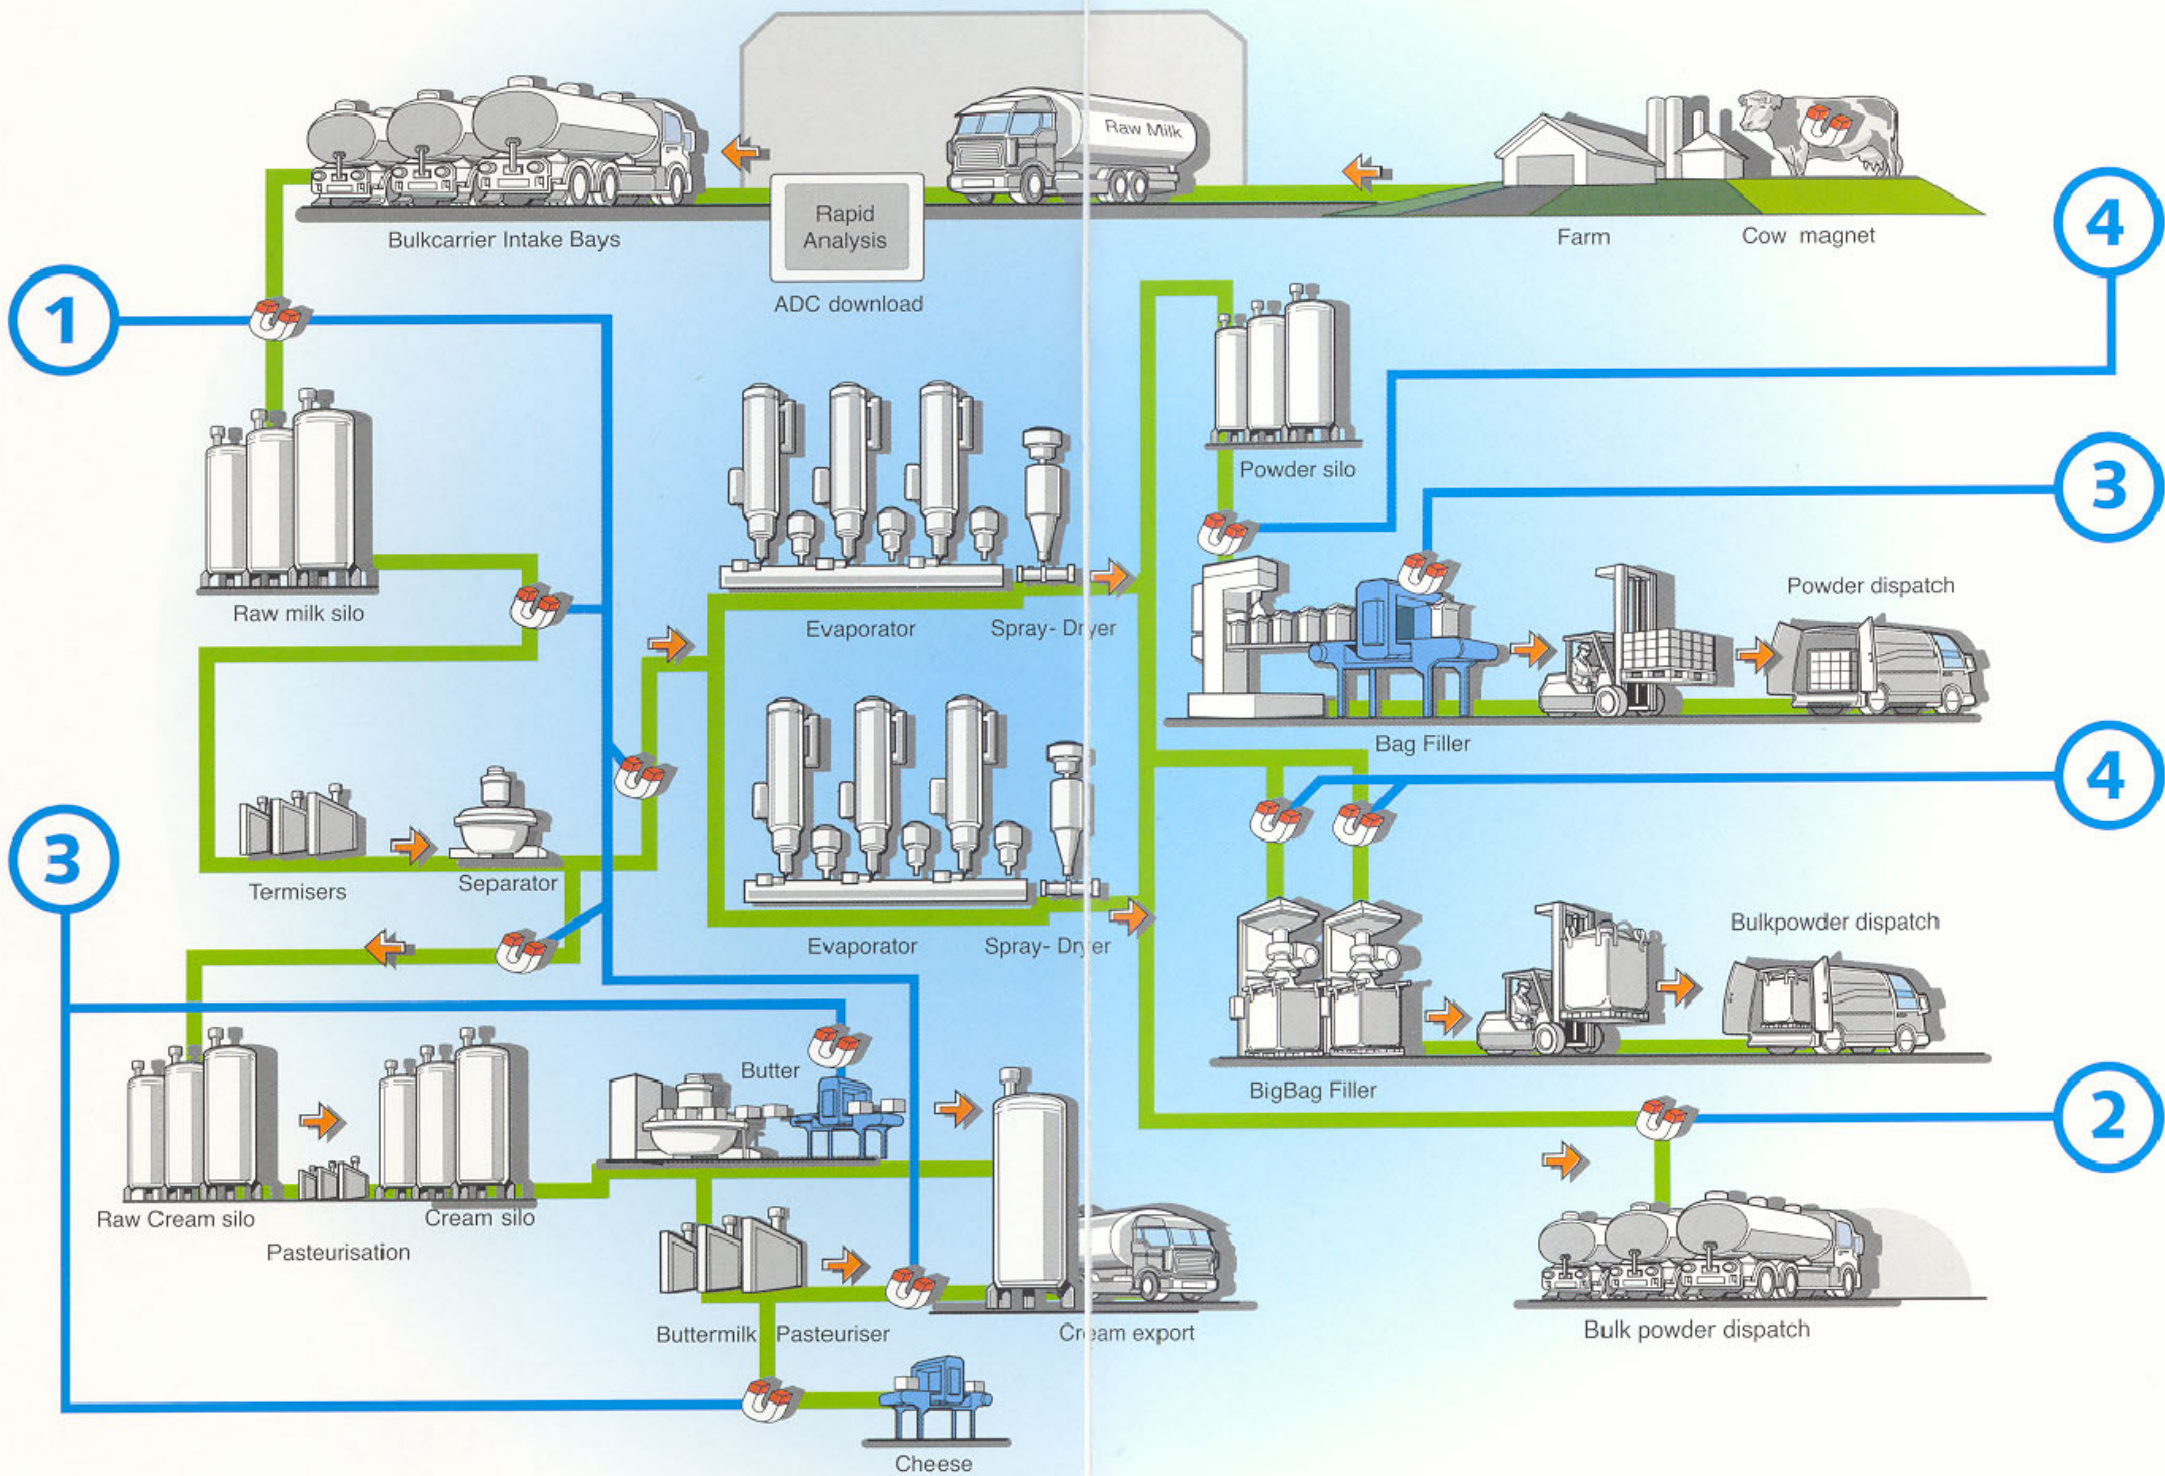 Raw Milk
Rapid
Analysis
Bulkcarrier Intake Bays
Farm
Cow magnet
4
ADC download
1
Powder silo
3
Raw milk silo
Evaporator
Spray- Dryer
Powder dispatch
Bag Filler
4
3
Termisers
Separator
Evaporator
Spray- Dryer
Bulkpowder dispatch
Butter
BigBag Filler
2
Raw Cream silo
Cream silo
Pasteurisation
Buttermilk Pasteuriser
Cream export
Bulk powder dispatch
Cheese